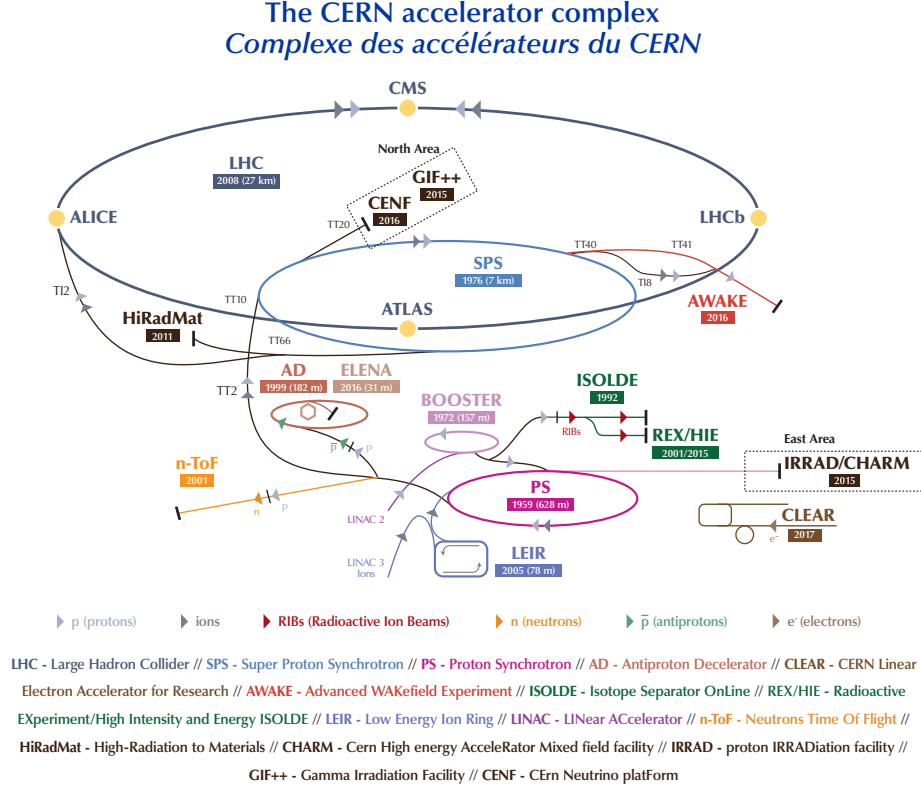 The CERN accelerator complex
Complexe des accélérateurs du CERN
CMS
North Area
LHC
2008 (27 km)
GIF++
2015
CENF
2016
TT20
ALICE
LHCb
TT40
TT41
SPS
1976 (7 km)
TI2
TI8
TT10
ATLAS
AWAKE
2016
HiRadMat
2011
TT66
TT2
AD
1999 (182 m)
ELENA
2016 (31 m)
ISOLDE
1992
BOOSTER
1972 (157 m)
RIBs
REX/HIE
2001/2015
p̅
p
East Area
IRRAD/CHARM
2015
n-ToF
2001
n
p
PS
1959 (628 m)
LINAC 2
CLEAR
2017
e-
LEIR
2005 (78 m)
LINAC 3
Ions
p (protons)
ions
RIBs (Radioactive Ion Beams)
n (neutrons)
p̅ (antiprotons)
e- (electrons)
LHC - Large Hadron Collider // SPS - Super Proton Synchrotron // PS - Proton Synchrotron // AD - Antiproton Decelerator // CLEAR - CERN Linear
Electron Accelerator for Research // AWAKE - Advanced WAKefield Experiment // ISOLDE - Isotope Separator OnLine // REX/HIE - Radioactive
EXperiment/High Intensity and Energy ISOLDE // LEIR - Low Energy Ion Ring // LINAC - LINear ACcelerator // n-ToF - Neutrons Time Of Flight //
HiRadMat - High-Radiation to Materials // CHARM - Cern High energy AcceleRator Mixed field facility // IRRAD - proton IRRADiation facility //
GIF++ - Gamma Irradiation Facility // CENF - CErn Neutrino platForm